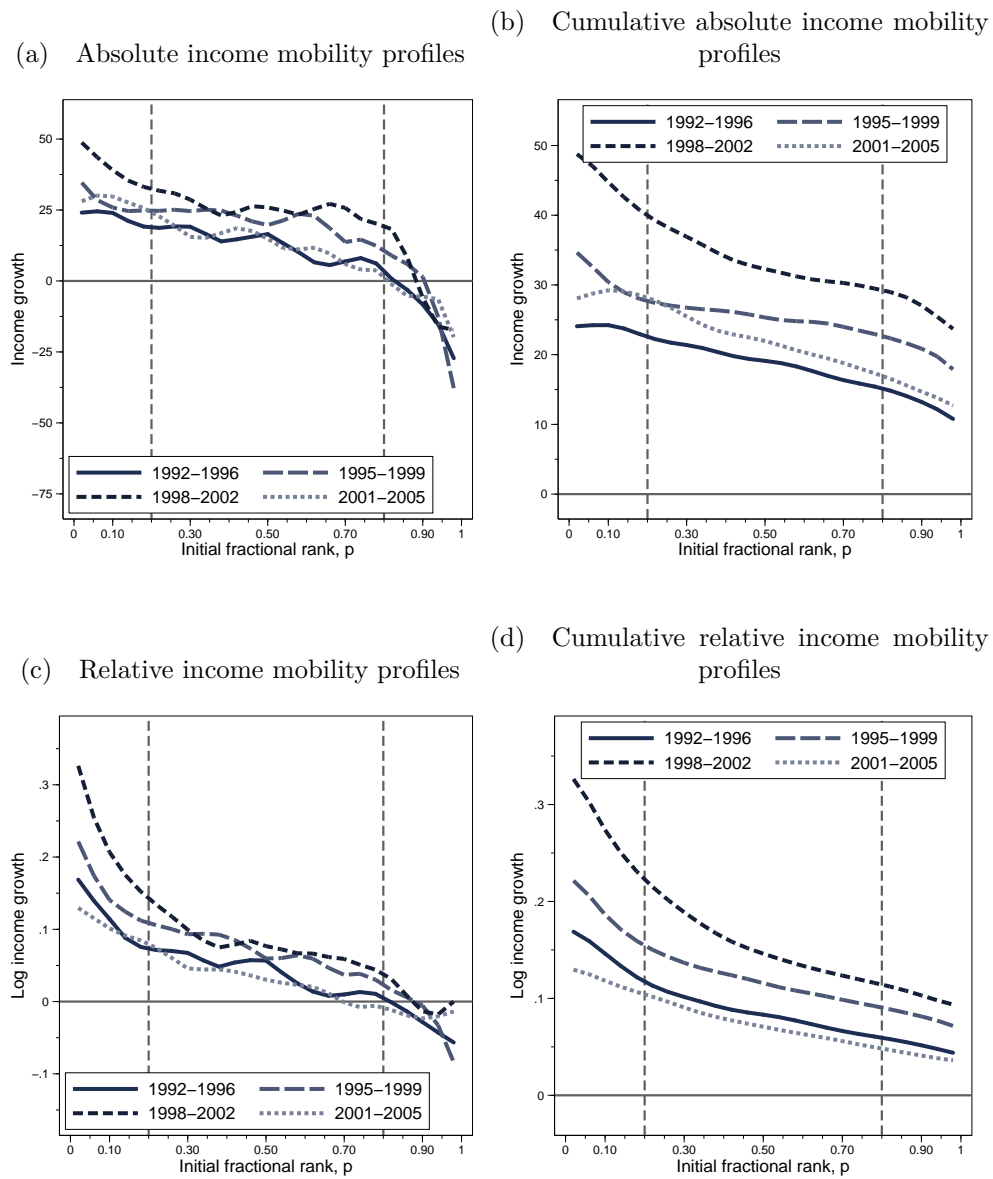 (a) Absolute income mobility profiles
50
25
0
−25
−50
−75
Income growth
1992−1996 1995−1999
1998−2002 2001−2005
0 0.10 0.30 0.50 0.70 0.90 1
Initial fractional rank, p
(b) Cumulative absolute income mobility
profiles
1992−1996 1995−1999
1998−2002 2001−2005
50
40
30
20
10
0
Income growth
0 0.10 0.30 0.50 0.70 0.90 1
Initial fractional rank, p
(c) Relative income mobility profiles
.3
.2
.1
0
−.1
Log income growth
1992−1996 1995−1999
1998−2002 2001−2005
0 0.10 0.30 0.50 0.70 0.90 1
Initial fractional rank, p
(d) Cumulative relative income mobility
profiles
1992−1996 1995−1999
1998−2002 2001−2005
.3
.2
.1
0
Log income growth
0 0.10 0.30 0.50 0.70 0.90 1
Initial fractional rank, p